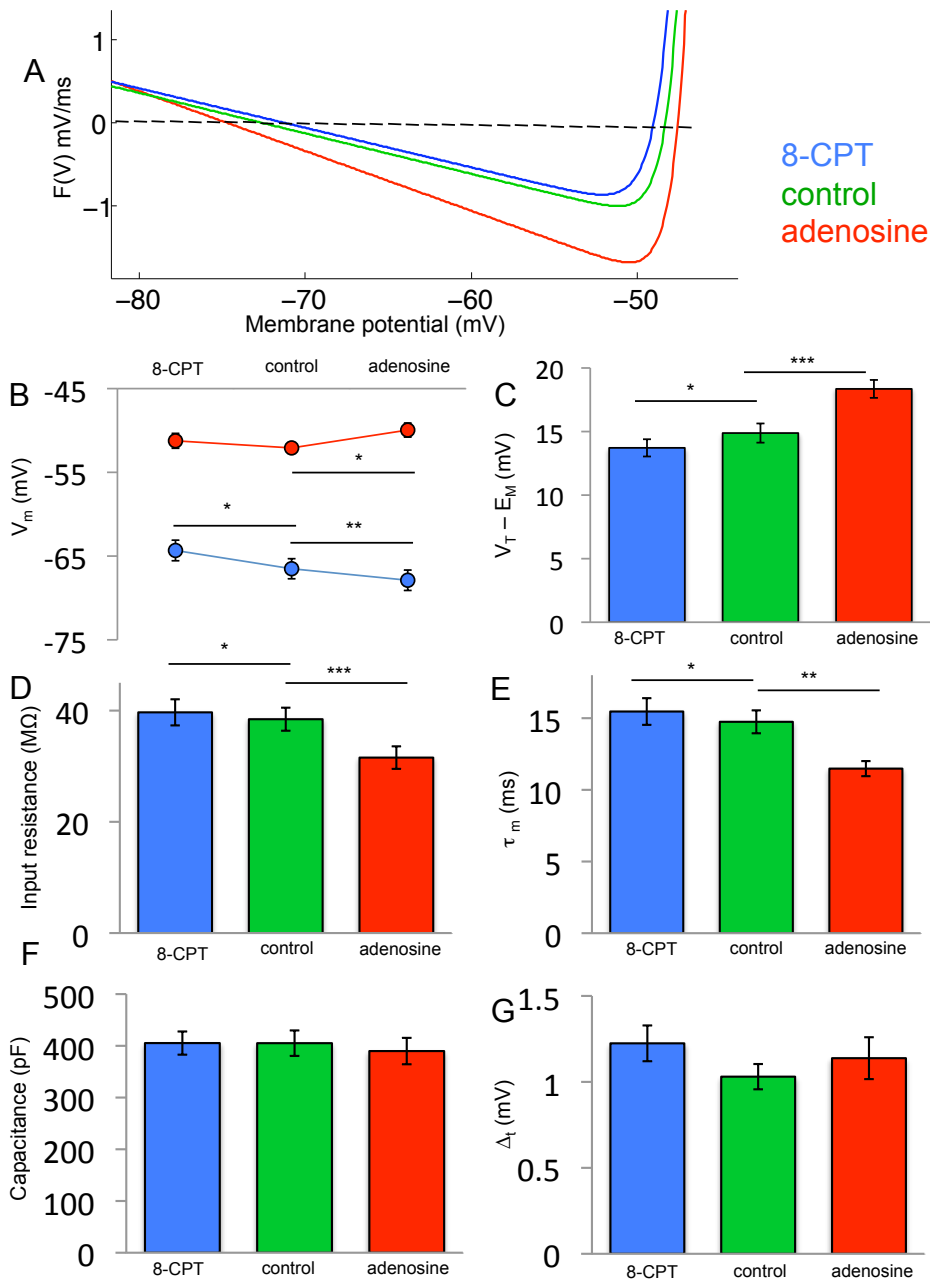 A
F(V) mV/ms
1
0
−1
−80
−70
−60
−50
Membrane potential (mV)
8-CPT
control
adenosine
B
8-CPT
control
adenosine
V_m (mV)
-45
-55
-65
-75
*
*
**
C
V_T – E_M (mV)
20
15
10
5
0
*
***
8-CPT
control
adenosine
D
Input resistance (MΩ)
40
20
0
*
***
8-CPT
control
adenosine
E
τ_m (ms)
15
10
5
0
*
**
8-CPT
control
adenosine
F
Capacitance (pF)
500
400
300
200
100
0
8-CPT
control
adenosine
G
Δ_t (mV)
1.5
1
0.5
0
8-CPT
control
adenosine